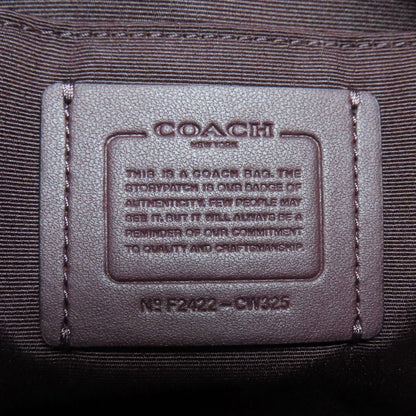 COACH
NEW YORK
THIS IS A COACH BAG. THE
STORYPATCH IS OUR BADGE OF
AUTHENTICITY. FEW PEOPLE MAY
SEE IT. BUT IT WILL ALWAYS BE A
REMINDER OF OUR COMMITMENT
TO QUALITY AND CRAFTSMANSHIP.
Nº F2422-CW325